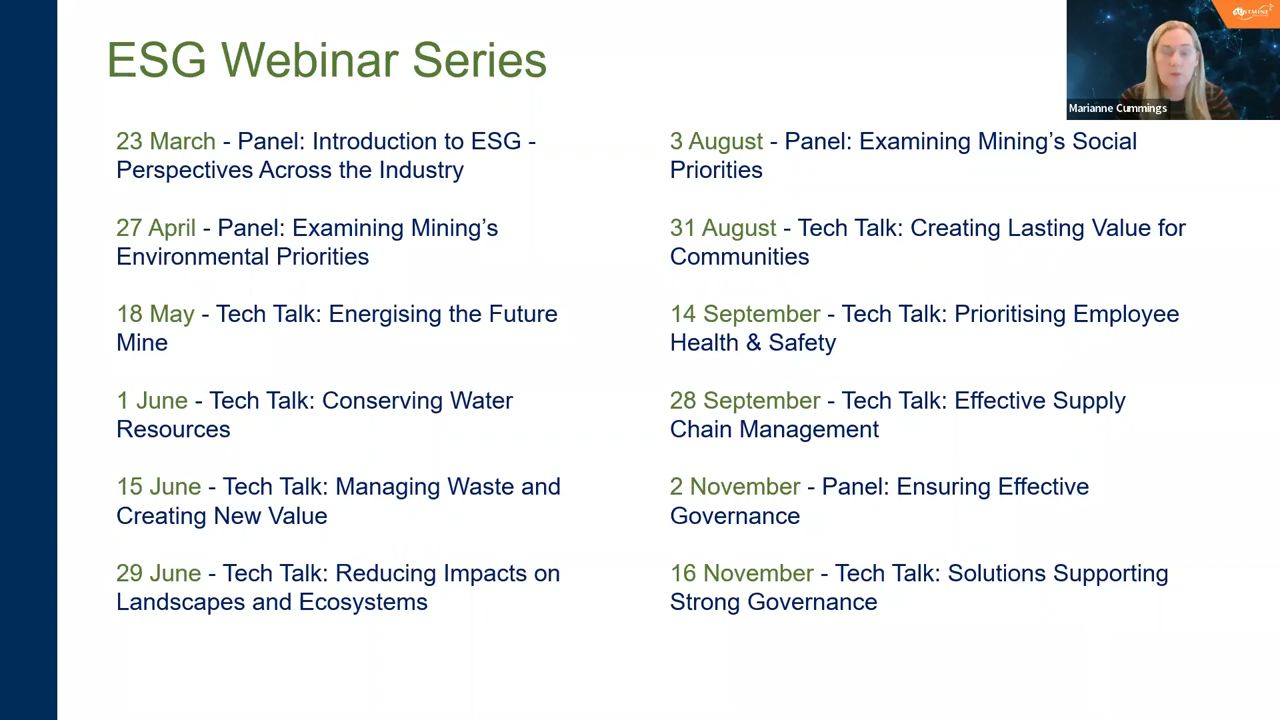 ESG Webinar Series
23 March - Panel: Introduction to ESG -
Perspectives Across the Industry
27 April - Panel: Examining Mining's
Environmental Priorities
18 May - Tech Talk: Energising the Future
Mine
1 June - Tech Talk: Conserving Water
Resources
15 June - Tech Talk: Managing Waste and
Creating New Value
29 June - Tech Talk: Reducing Impacts on
Landscapes and Ecosystems
3 August - Panel: Examining Mining's Social
Priorities
31 August - Tech Talk: Creating Lasting Value for
Communities
14 September - Tech Talk: Prioritising Employee
Health & Safety
28 September - Tech Talk: Effective Supply
Chain Management
2 November - Panel: Ensuring Effective
Governance
16 November - Tech Talk: Solutions Supporting
Strong Governance
AUSTMINE
Marianne Cummings